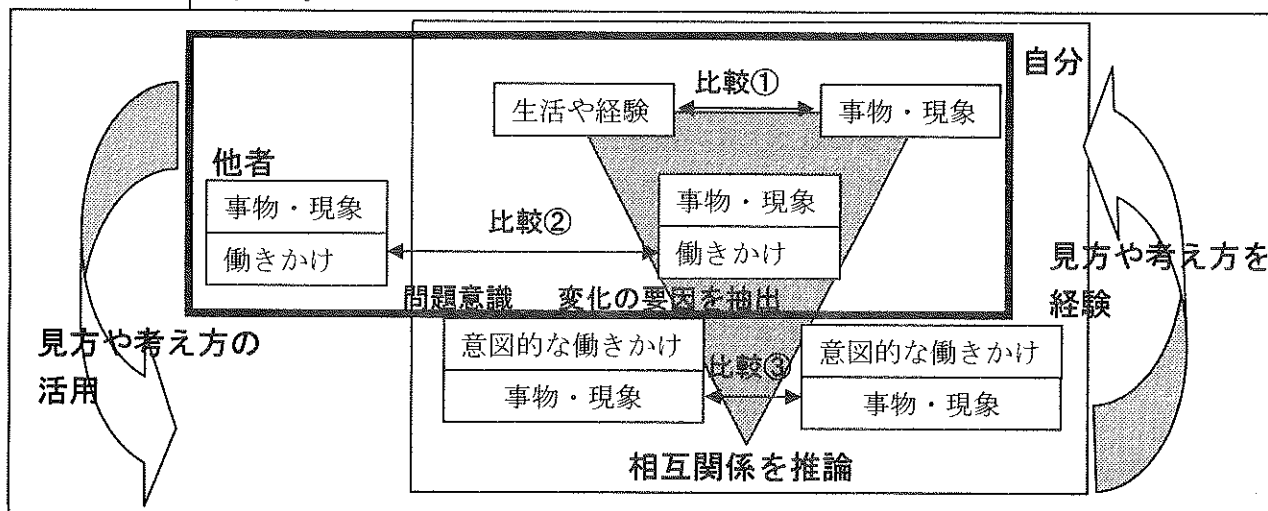 自分
比較①
生活や経験
事物・現象
他者
事物・現象
働きかけ
比較②
事物・現象
働きかけ
見方や考え方を
経験
問題意識 変化の要因を抽出
見方や考え方の
活用
意図的な働きかけ
事物・現象
比較③
意図的な働きかけ
事物・現象
相互関係を推論